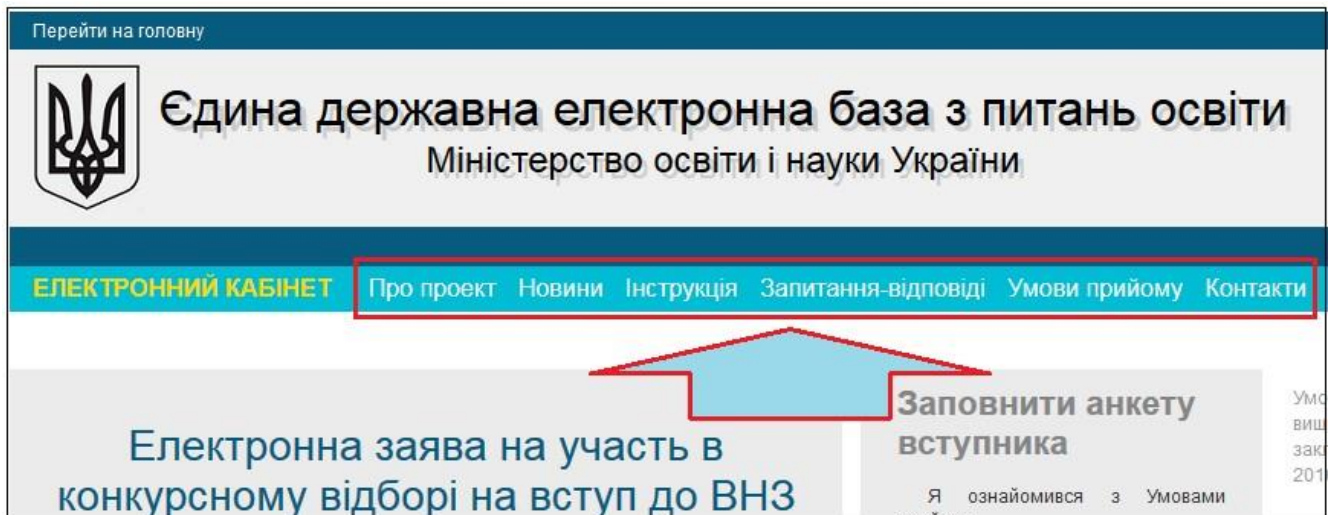 Перейти на головну
Єдина державна електронна база з питань освіти
Міністерство освіти і науки України
ЕЛЕКТРОННИЙ КАБІНЕТ Про проект Новини Інструкція Запитання-відповіді Умови прийому Контакти
Електронна заява на участь в
конкурсному відборі на вступ до ВНЗ
Заповнити анкету
вступника
Я ознайомився з Умовами